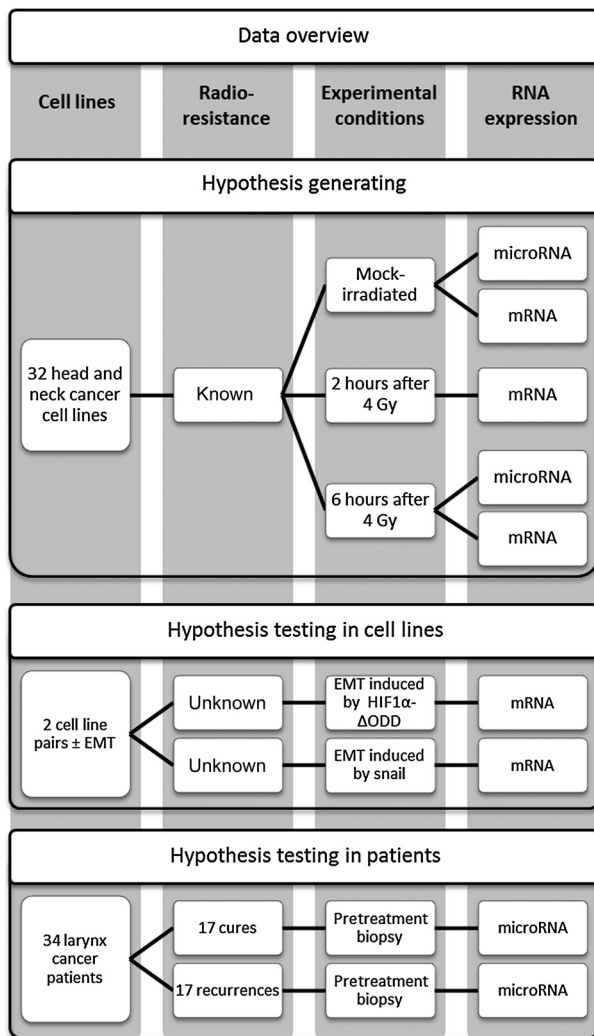 Data overview
Cell lines
Radio-
resistance
Experimental
conditions
RNA
expression
Hypothesis generating
32 head and
neck cancer
cell lines
Known
Mock-
irradiated
microRNA
mRNA
2 hours after
4 Gy
mRNA
6 hours after
4 Gy
microRNA
mRNA
Hypothesis testing in cell lines
2 cell line
pairs ± EMT
Unknown
EMT induced
by HIF1α-
ΔODD
mRNA
Unknown
EMT induced
by snail
mRNA
Hypothesis testing in patients
34 larynx
cancer
patients
17 cures
Pretreatment
biopsy
microRNA
17 recurrences
Pretreatment
biopsy
microRNA